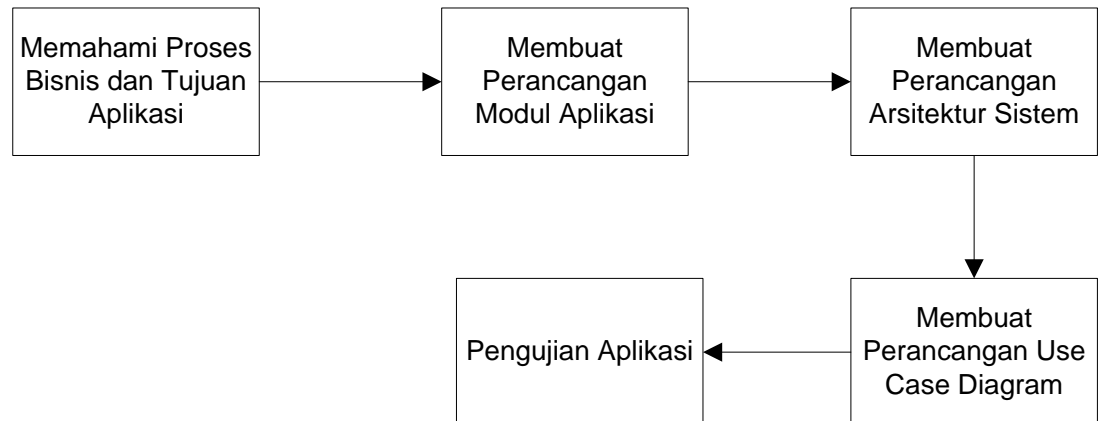 Memahami Proses
Bisnis dan Tujuan
Aplikasi
Membuat
Perancangan
Modul Aplikasi
Membuat
Perancangan
Arsitektur Sistem
Membuat
Perancangan Use
Case Diagram
Pengujian Aplikasi